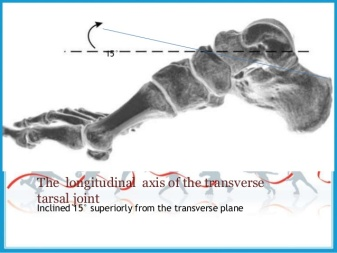 15°
The longitudinal axis of the transverse
tarsal joint
Inclined 15° superiorly from the transverse plane